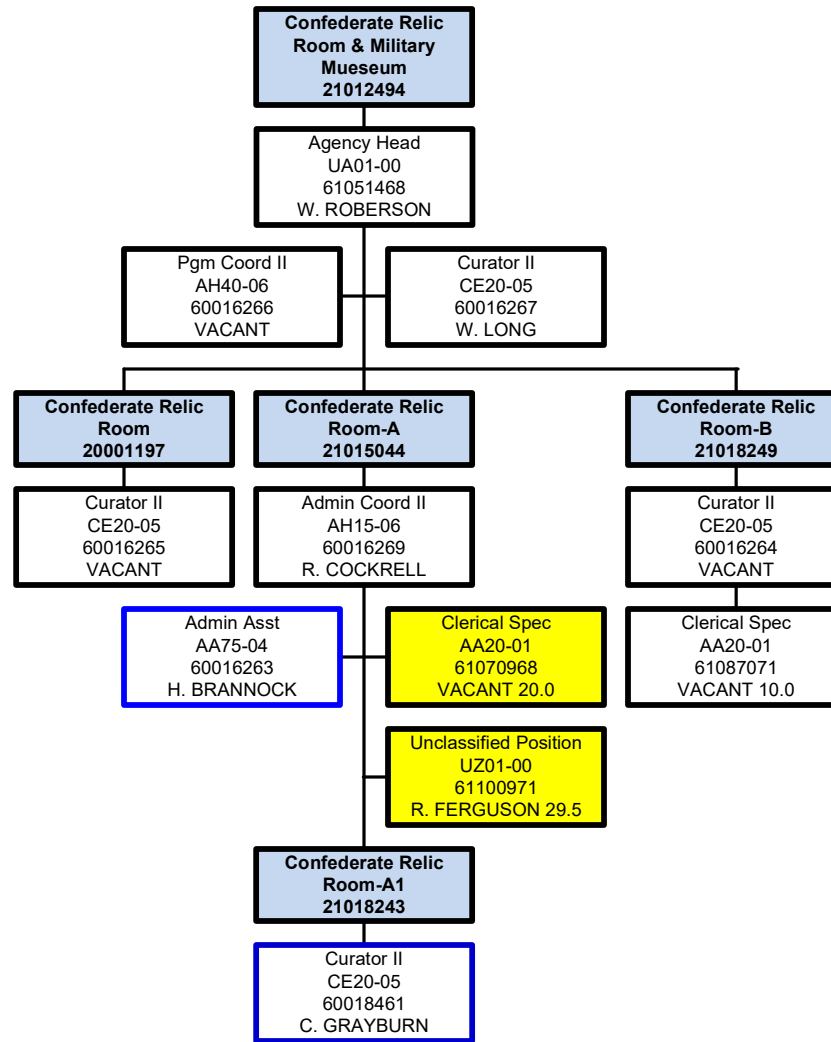 Confederate Relic
Room & Military
Mueseum
21012494
Agency Head
UA01-00
61051468
W. ROBERSON
Pgm Coord II
AH40-06
60016266
VACANT
Curator II
CE20-05
60016267
W. LONG
Confederate Relic
Room
20001197
Confederate Relic
Room-A
21015044
Confederate Relic
Room-B
21018249
Curator II
CE20-05
60016265
VACANT
Admin Coord II
AH15-06
60016269
R. COCKRELL
Curator II
CE20-05
60016264
VACANT
Admin Asst
AA75-04
60016263
H. BRANNOCK
Clerical Spec
AA20-01
61070968
VACANT 20.0
Clerical Spec
AA20-01
61087071
VACANT 10.0
Unclassified Position
UZ01-00
61100971
R. FERGUSON 29.5
Confederate Relic
Room-A1
21018243
Curator II
CE20-05
60018461
C. GRAYBURN